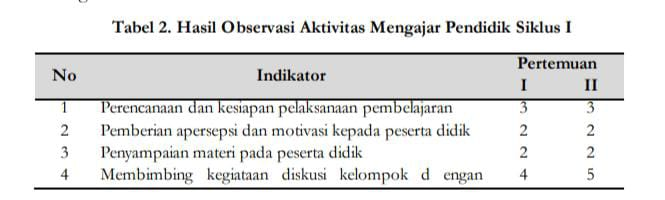 Tabel 2. Hasil Observasi Aktivitas Mengajar Pendidik Siklus I
No Indikator Pertemuan
I II
1 Perencanaan dan kesiapan pelaksanaan pembelajaran 3 3
2 Pemberian apersepsi dan motivasi kepada peserta didik 2 2
3 Penyampaian materi pada peserta didik 2 2
4 Membimbing kegiataan diskusi kelompok d engan 4 5